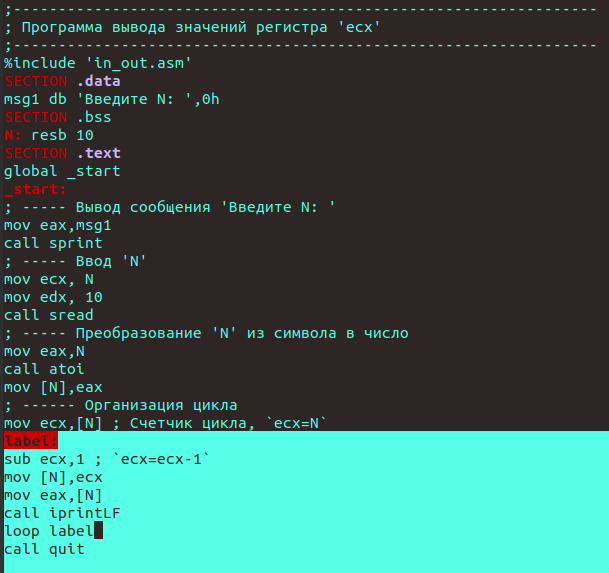 ;-----------------------------------------------------------------
; Программа вывода значений регистра 'ecx'
;-----------------------------------------------------------------
%include 'in_out.asm'
SECTION .data
msg1 db 'Введите N: ',0h
SECTION .bss
N: resb 10
SECTION .text
global _start
_start:
; ----- Вывод сообщения 'Введите N: '
mov eax,msg1
call sprint
; ----- Ввод 'N'
mov ecx, N
mov edx, 10
call sread
; ----- Преобразование 'N' из символа в число
mov eax,N
call atoi
mov [N],eax
; ------ Организация цикла
mov ecx,[N] ; Счетчик цикла, `ecx=N`
label:
sub ecx,1 ; `ecx=ecx-1`
mov [N],ecx
mov eax,[N]
call iprintLF
loop label
call quit